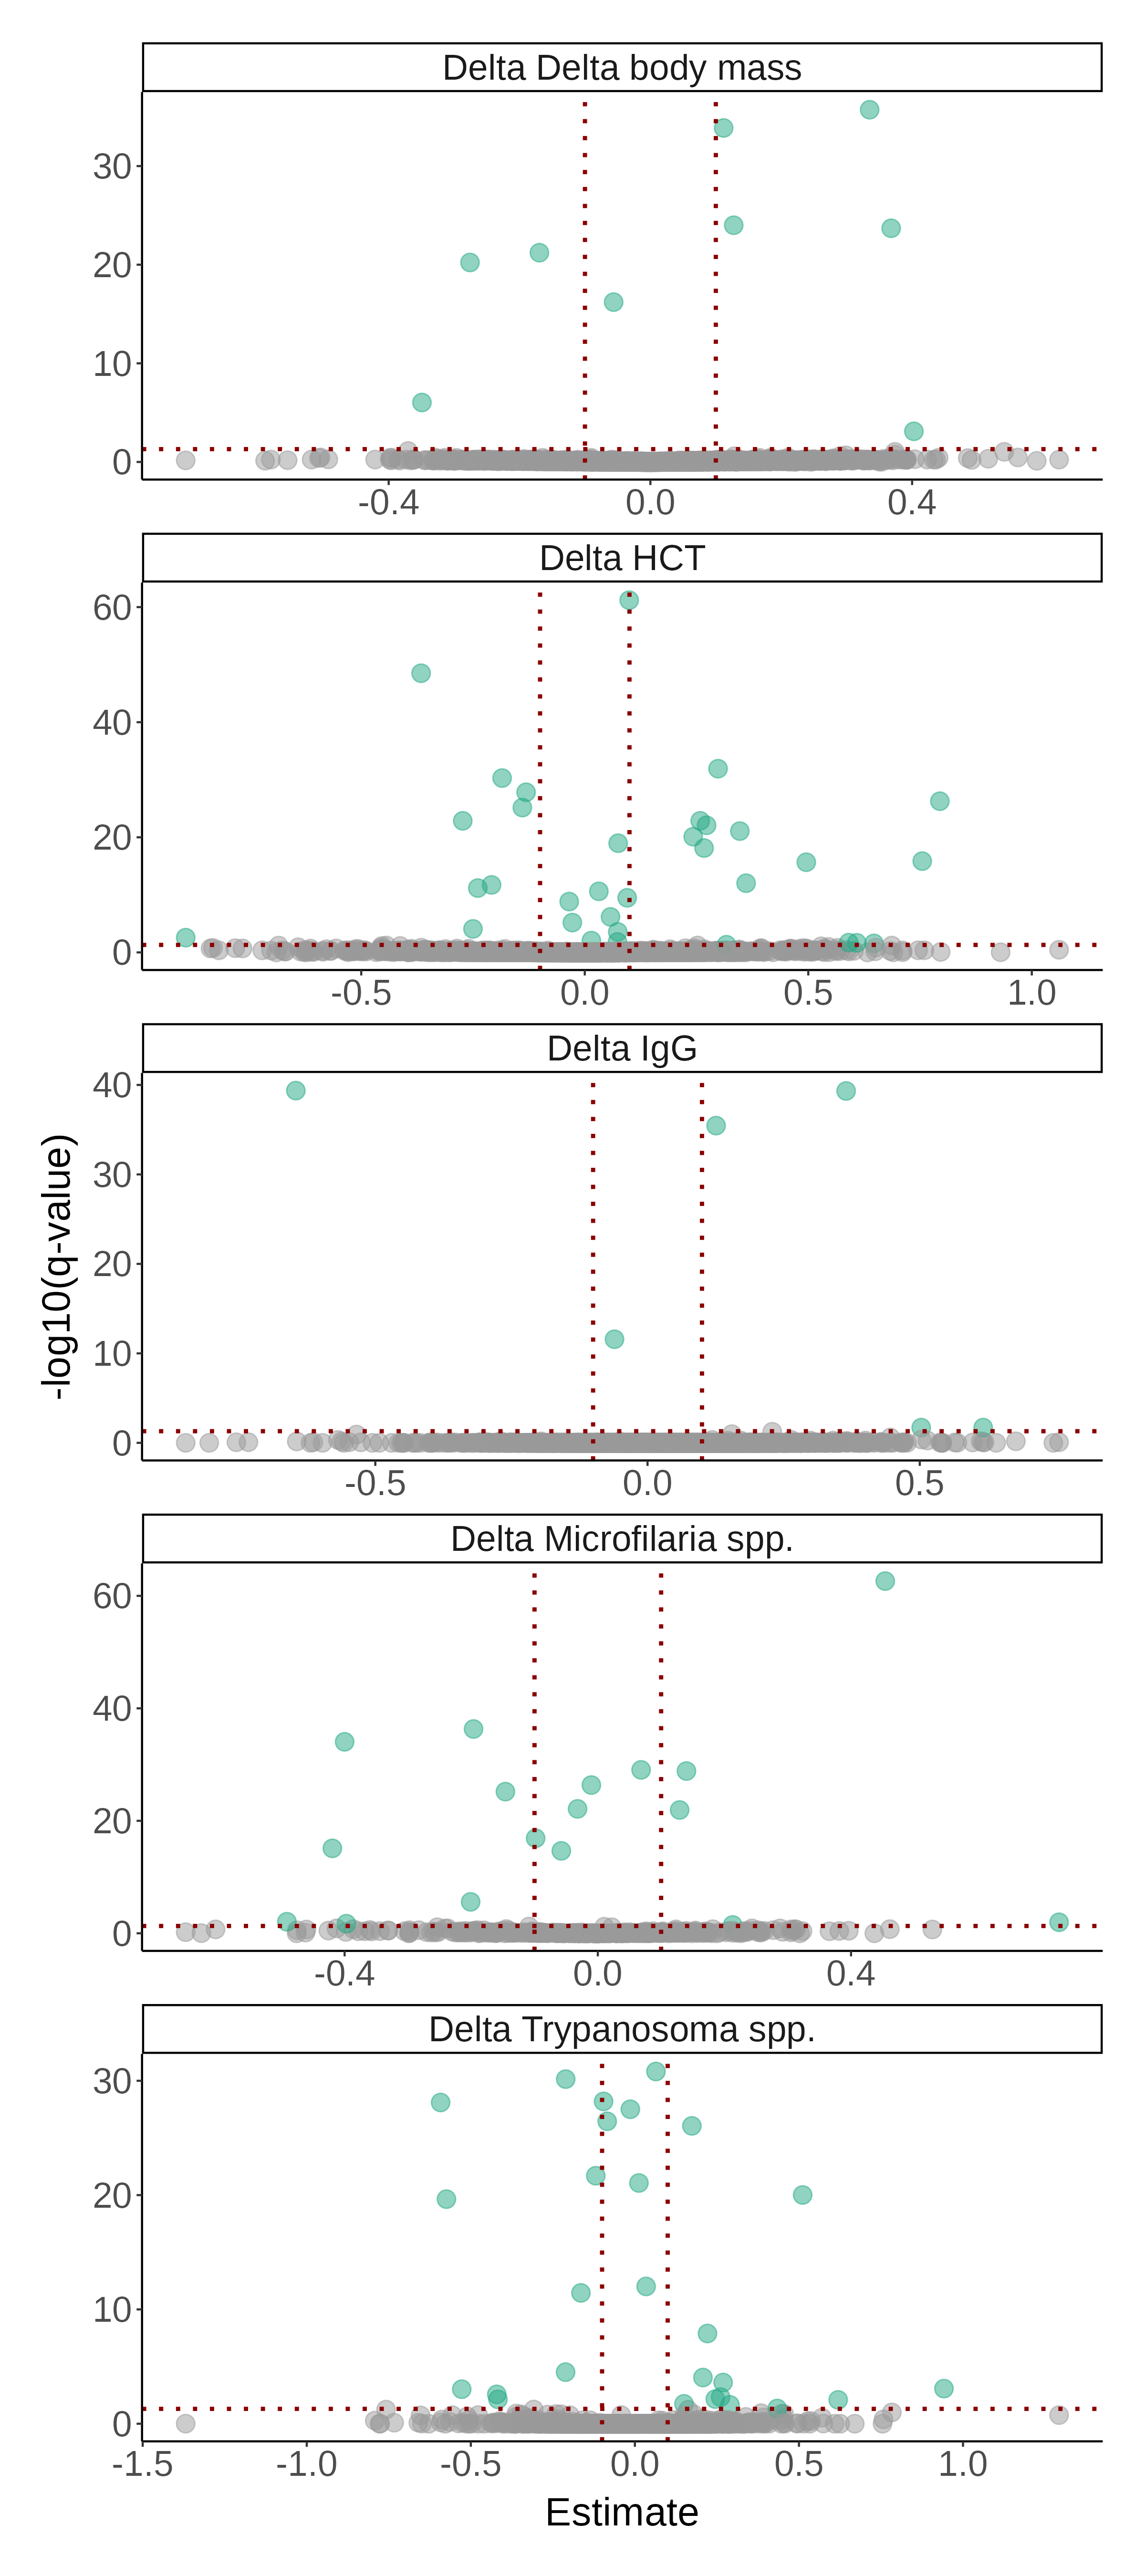 Delta Delta body mass
30
20
10
0
-0.4 0.0 0.4
Delta HCT
60
40
20
0
-0.5 0.0 0.5 1.0
Delta IgG
40
30
20
10
0
-0.5 0.0 0.5
-log10(q-value)
Delta Microfilaria spp.
60
40
20
0
-0.4 0.0 0.4
Delta Trypanosoma spp.
30
20
10
0
-1.5 -1.0 -0.5 0.0 0.5 1.0
Estimate